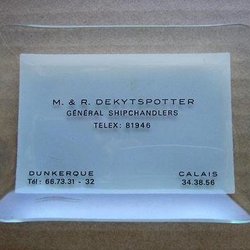 M. & R. DEKYTSPOTTER
GÉNÉRAL SHIPCHANDLERS
TELEX: 81946
DUNKERQUE CALAIS
Tél: 66.73.31 - 32 34.38.56